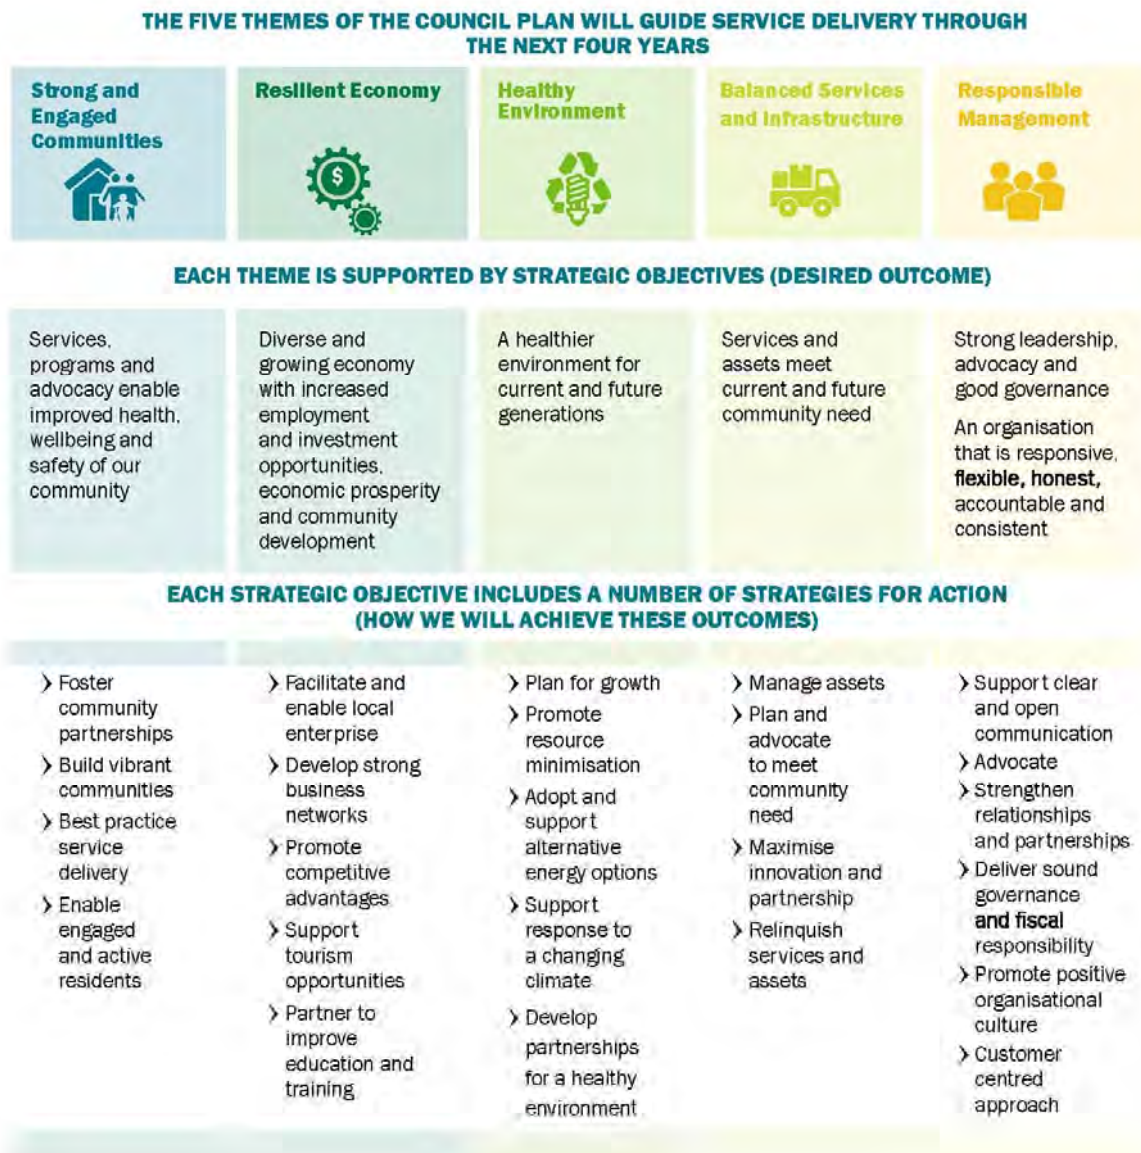 THE FIVE THEMES OF THE COUNCIL PLAN WILL GUIDE SERVICE DELIVERY THROUGH
THE NEXT FOUR YEARS
Strong and
Engaged
Communities
Resilient Economy
$
Healthy
Environment
Balanced Services
and Infrastructure
Responsible
Management
EACH THEME IS SUPPORTED BY STRATEGIC OBJECTIVES (DESIRED OUTCOME)
Services,
programs and
advocacy enable
improved health,
wellbeing and
safety of our
community
Diverse and
growing economy
with increased
employment
and investment
opportunities,
economic prosperity
and community
development
A healthier
environment for
current and future
generations
Services and
assets meet
current and future
community need
Strong leadership,
advocacy and
good governance
An organisation
that is responsive,
flexible, honest,
accountable and
consistent
EACH STRATEGIC OBJECTIVE INCLUDES A NUMBER OF STRATEGIES FOR ACTION
(HOW WE WILL ACHIEVE THESE OUTCOMES)
Foster
community
partnerships
Build vibrant
communities
Best practice
service
delivery
Enable
engaged
and active
residents
Facilitate and
enable local
enterprise
Develop strong
business
networks
Promote
competitive
advantages
Support
tourism
opportunities
Partner to
improve
education and
training
Plan for growth
Promote
resource
minimisation
Adopt and
support
alternative
energy options
Support
response to
a changing
climate
Develop
partnerships
for a healthy
environment
Manage assets
Plan and
advocate
to meet
community
need
Maximise
innovation and
partnership
Relinquish
services and
assets
Support clear
and open
communication
Advocate
Strengthen
relationships
and partnerships
Deliver sound
governance
and fiscal
responsibility
Promote positive
organisational
culture
Customer
centred
approach